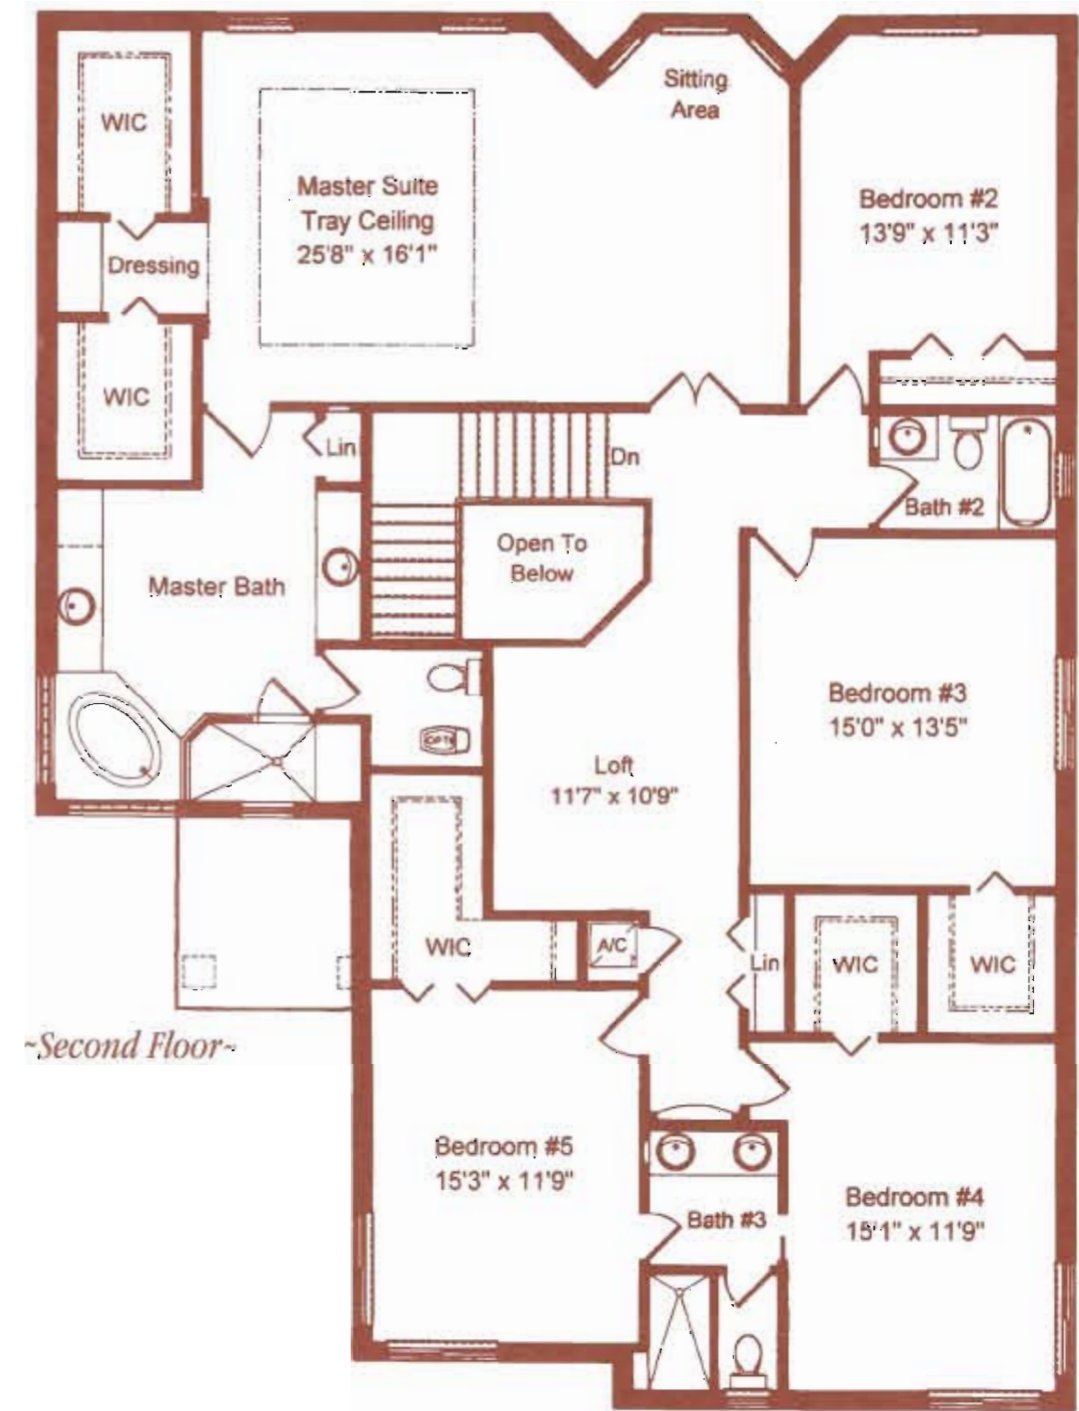 WIC
Sitting
Area
Master Suite
Tray Ceiling
25'8" x 16'1"
Bedroom #2
13'9" x 11'3"
Dressing
WIC
Lin
Dn
Bath #2
Open To
Below
Master Bath
Bedroom #3
15'0" x 13'5"
OPT
Loft
11'7" x 10'9"
WIC
A/C
Lin
WIC
WIC
~Second Floor~
Bedroom #5
15'3" x 11'9"
Bath #3
Bedroom #4
15'1" x 11'9"